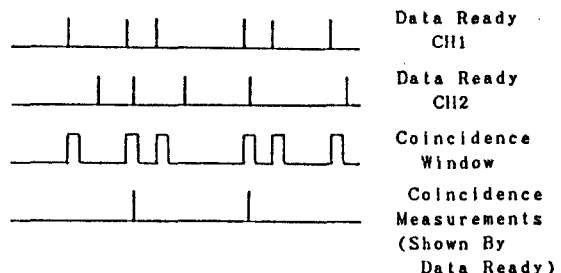 Data Ready
CH1
Data Ready
CH2
Coincidence
Window
Coincidence
Measurements
(Shown By
Data Ready)